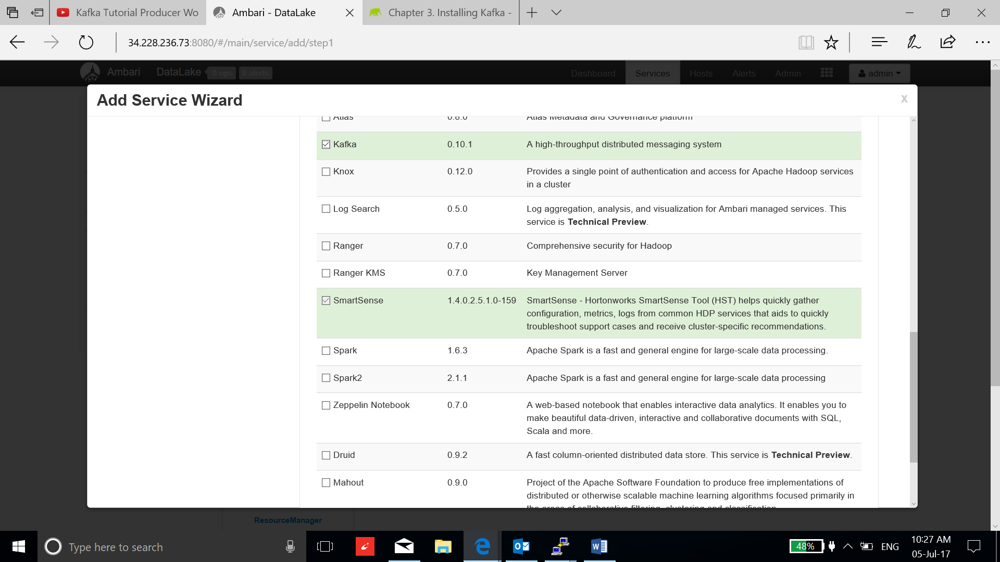 Kafka Tutorial Producer Wo
Ambari - DataLake
Chapter 3. Installing Kafka -
34.228.236.73:8080/#/main/service/add/step1
Ambari DataLake 0 ops 0 alerts Dashboard Services Hosts Alerts Admin admin
Add Service Wizard x
Atlas 0.8.0 Atlas Metadata and Governance platform
Kafka 0.10.1 A high-throughput distributed messaging system
Knox 0.12.0 Provides a single point of authentication and access for Apache Hadoop services
in a cluster
Log Search 0.5.0 Log aggregation, analysis, and visualization for Ambari managed services. This
service is Technical Preview.
Ranger 0.7.0 Comprehensive security for Hadoop
Ranger KMS 0.7.0 Key Management Server
SmartSense 1.4.0.2.5.1.0-159 SmartSense - Hortonworks SmartSense Tool (HST) helps quickly gather
configuration, metrics, logs from common HDP services that aids to quickly
troubleshoot support cases and receive cluster-specific recommendations.
Spark 1.6.3 Apache Spark is a fast and general engine for large-scale data processing.
Spark2 2.1.1 Apache Spark is a fast and general engine for large-scale data processing
Zeppelin Notebook 0.7.0 A web-based notebook that enables interactive data analytics. It enables you to
make beautiful data-driven, interactive and collaborative documents with SQL,
Scala and more.
Druid 0.9.2 A fast column-oriented distributed data store. This service is Technical Preview.
Mahout 0.9.0 Project of the Apache Software Foundation to produce free implementations of
distributed or otherwise scalable machine learning algorithms focused primarily in
the areas of collaborative filtering, clustering and classification
ResourceManager
Type here to search
48% ENG 10:27 AM
05-Jul-17